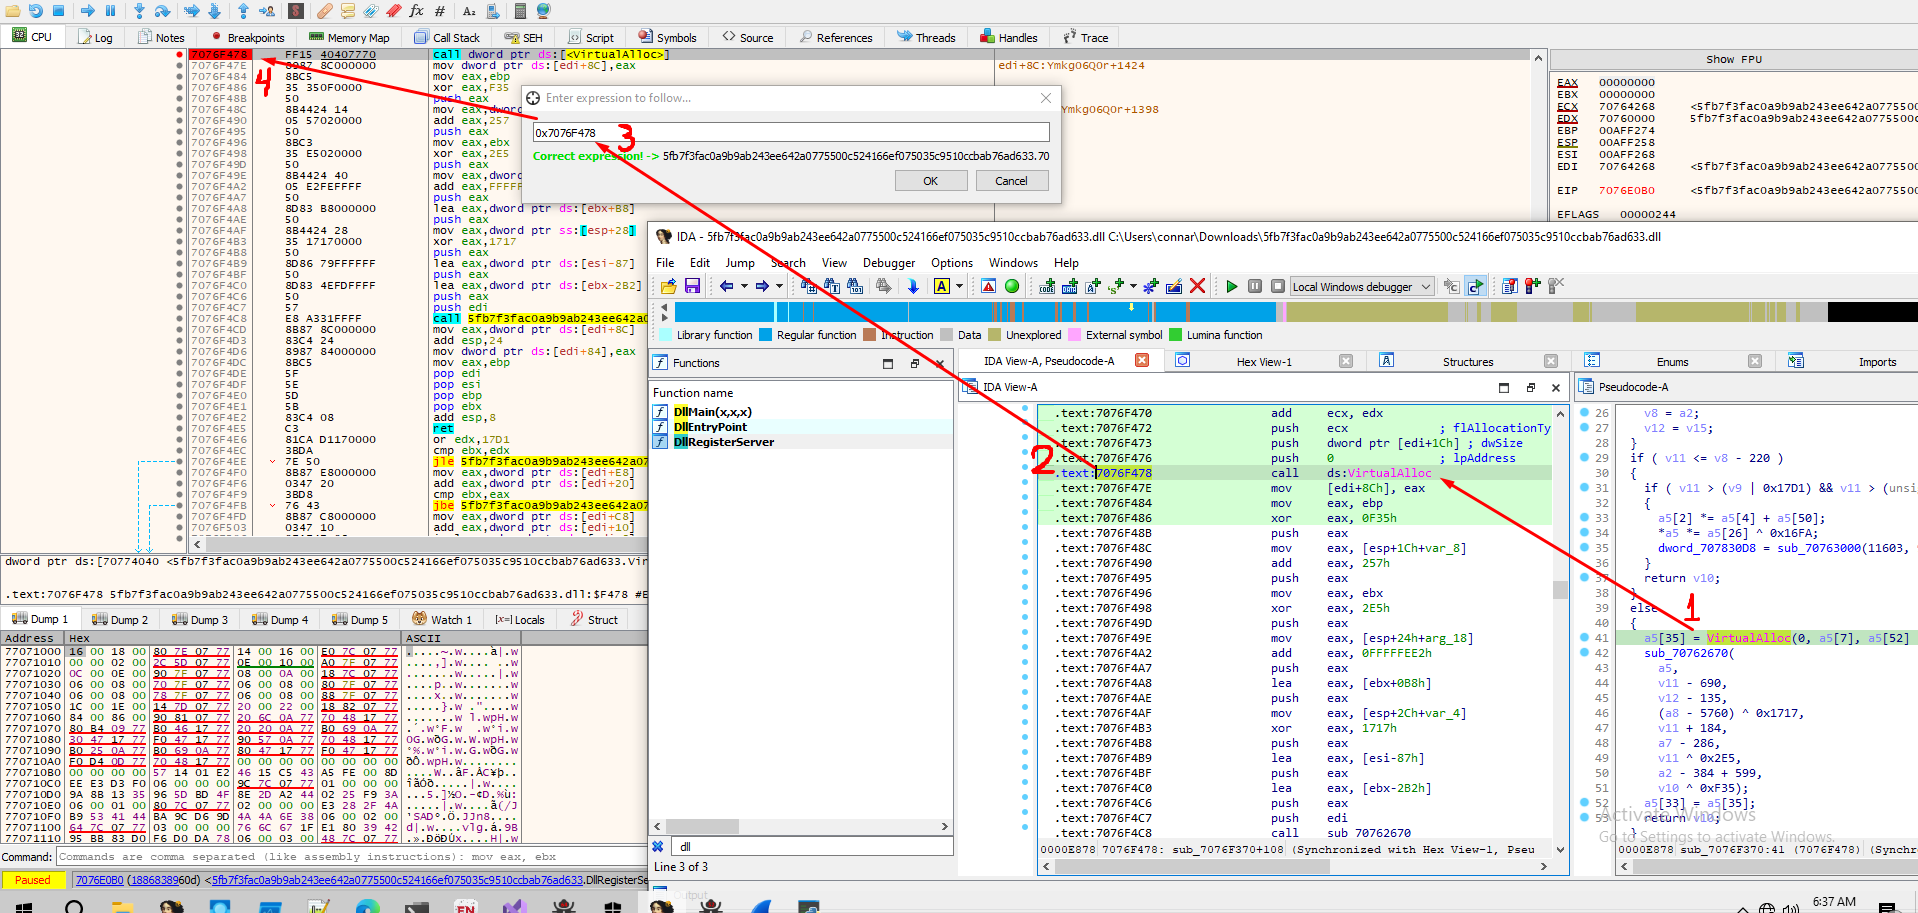 CPU
Log
Notes
Breakpoints
Memory Map
Call Stack
SEH
Script
Symbols
Source
References
Threads
Handles
Trace
7076F478 FF15 40407770 call dword ptr ds:[<VirtualAlloc>]
7076F47E 8987 8C000000 mov dword ptr ds:[edi+8C],eax edi+8C:Ymkg06Q0r+1424
7076F484 8BC5 mov eax,ebp
7076F486 35 350F0000 xor eax,F35
7076F48B 50 push eax
7076F48C 8B4424 14 mov eax,dword
7076F490 05 57020000 add eax,257
7076F495 50 push eax
7076F496 8BC3 mov eax,ebx
7076F498 35 E5020000 xor eax,2E5
7076F49D 50 push eax
7076F49E 8B4424 40 mov eax,dword
7076F4A2 05 E2FEFFFF add eax,FFFFF
7076F4A7 50 push eax
7076F4A8 8D83 B8000000 lea eax,dword ptr ds:[ebx+B8]
7076F4AE 50 push eax
7076F4AF 8B4424 28 mov eax,dword ptr ss:[esp+28]
7076F4B3 35 17170000 xor eax,1717
7076F4B8 50 push eax
7076F4B9 8D86 79FFFFFF lea eax,dword ptr ds:[esi-87]
7076F4BF 50 push eax
7076F4C0 8D83 4EFDFFFF lea eax,dword ptr ds:[ebx-2B2]
7076F4C6 50 push eax
7076F4C7 57 push edi
7076F4C8 E8 A331FFFF call 5fb7f3fac0a9b9ab243ee642a0
7076F4CD 8B87 8C000000 mov eax,dword ptr ds:[edi+8C]
7076F4D3 83C4 24 add esp,24
7076F4D6 8987 84000000 mov dword ptr ds:[edi+84],eax
7076F4DC 8BC5 mov eax,ebp
7076F4DE 5F pop edi
7076F4DF 5E pop esi
7076F4E0 5D pop ebp
7076F4E1 5B pop ebx
7076F4E2 83C4 08 add esp,8
7076F4E5 C3 ret
7076F4E6 81CA D1170000 or edx,17D1
7076F4EC 3BDA cmp ebx,edx
7076F4EE 7E 50 jle 5fb7f3fac0a9b9ab243ee642a07
7076F4F0 8B87 E8000000 mov eax,dword ptr ds:[edi+E8]
7076F4F6 0347 20 add eax,dword ptr ds:[edi+20]
7076F4F9 3BD8 cmp ebx,eax
7076F4FB 76 43 jbe 5fb7f3fac0a9b9ab243ee642a07
7076F4FD 8B87 C8000000 mov eax,dword ptr ds:[edi+C8]
7076F503 0347 10 add eax,dword ptr ds:[edi+10]
Ymkg06Q0r+1398
4
Enter expression to follow...
0x7076F478
3
Correct expression! -> 5fb7f3fac0a9b9ab243ee642a0775500c524166ef075035c9510ccbab76ad633.70
OK
Cancel
Show FPU
EAX 00000000
EBX 00000000
ECX 70764268 <5fb7f3fac0a9b9ab243ee642a0775500
EDX 70760000 5fb7f3fac0a9b9ab243ee642a0775500c
EBP 00AFF274
ESP 00AFF258
ESI 00AFF268
EDI 70764268 <5fb7f3fac0a9b9ab243ee642a0775500
EIP 7076E0B0 <5fb7f3fac0a9b9ab243ee642a0775500
EFLAGS 00000244
dword ptr ds:[70774040 <5fb7f3fac0a9b9ab243ee642a0775500c524166ef075035c9510ccbab76ad633.Vir
.text:7076F478 5fb7f3fac0a9b9ab243ee642a0775500c524166ef075035c9510ccbab76ad633.dll:$F478 #E
Dump 1
Dump 2
Dump 3
Dump 4
Dump 5
Watch 1
Locals
Struct
Address Hex ASCII
77071000 16 00 18 00 80 7E 07 77 14 00 16 00 E0 7C 07 77
77071010 00 00 02 00 2C 5D 07 77 0E 00 10 00 A0 7F 07 77
77071020 0C 00 0E 00 90 7F 07 77 08 00 0A 00 18 7C 07 77
77071030 06 00 08 00 70 7F 07 77 06 00 08 00 80 7F 07 77
77071040 06 00 08 00 78 7F 07 77 06 00 08 00 88 7F 07 77
77071050 1C 00 1E 00 14 7D 07 77 20 00 22 00 18 82 07 77
77071060 84 00 86 00 90 81 07 77 20 6C 0A 77 70 48 17 77
77071070 80 B4 09 77 B0 46 17 77 90 20 0A 77 B0 69 0A 77
77071080 30 47 17 77 F0 47 17 77 90 57 0A 77 70 48 17 77
77071090 B0 25 0A 77 B0 69 0A 77 80 47 17 77 F0 47 17 77
770710A0 F0 D4 0D 77 70 48 17 77 00 00 00 00 00 00 00 00
770710B0 00 00 00 00 57 14 01 E2 46 15 C5 43 A5 FE 00 8D
770710C0 EE E3 D3 F0 06 00 00 00 9C 7C 07 77 01 00 00 00
770710D0 9A 8B 13 35 96 5D BD 4F 8E 2D A2 44 02 25 F9 3A
770710E0 06 00 01 00 80 7C 07 77 02 00 00 00 E3 28 2F 4A
770710F0 B9 53 41 44 BA 9C D6 9D 4A 4A 6E 38 06 00 02 00
77071100 64 7C 07 77 03 00 00 00 76 6C 67 1F E1 80 39 42
77071110 95 BB 83 D0 F6 D0 DA 78 06 00 03 00 48 7C 07 77
Command: Commands are comma separated (like assembly instructions): mov eax, ebx
Paused
7076E0B0 (1886838960d) <5fb7f3fac0a9b9ab243ee642a0775500c524166ef075035c9510ccbab76ad633.DllRegisterSe
IDA - 5fb7f3fac0a9b9ab243ee642a0775500c524166ef075035c9510ccbab76ad633.dll C:\Users\connar\Downloads\5fb7f3fac0a9b9ab243ee642a0775500c524166ef075035c9510ccbab76ad633.dll
File Edit Jump Search View Debugger Options Windows Help
Local Windows debugger
Library function
Regular function
Instruction
Data
Unexplored
External symbol
Lumina function
Functions
Function name
DllMain(x,x,x)
DllEntryPoint
DllRegisterServer
dll
Line 3 of 3
Output
IDA View-A, Pseudocode-A
Hex View-1
Structures
Enums
Imports
IDA View-A
.text:7076F470 add ecx, edx
.text:7076F472 push ecx ; flAllocationTy
.text:7076F473 push dword ptr [edi+1Ch] ; dwSize
.text:7076F476 push 0 ; lpAddress
2
.text:7076F478 call ds:VirtualAlloc
.text:7076F47E mov [edi+8Ch], eax
.text:7076F484 mov eax, ebp
.text:7076F486 xor eax, 0F35h
.text:7076F48B push eax
.text:7076F48C mov eax, [esp+1Ch+var_8]
.text:7076F490 add eax, 257h
.text:7076F495 push eax
.text:7076F496 mov eax, ebx
.text:7076F498 xor eax, 2E5h
.text:7076F49D push eax
.text:7076F49E mov eax, [esp+24h+arg_18]
.text:7076F4A2 add eax, 0FFFFFEE2h
.text:7076F4A7 push eax
.text:7076F4A8 lea eax, [ebx+0B8h]
.text:7076F4AE push eax
.text:7076F4AF mov eax, [esp+2Ch+var_4]
.text:7076F4B3 xor eax, 1717h
.text:7076F4B8 push eax
.text:7076F4B9 lea eax, [esi-87h]
.text:7076F4BF push eax
.text:7076F4C0 lea eax, [ebx-2B2h]
.text:7076F4C6 push eax
.text:7076F4C7 push edi
.text:7076F4C8 call sub_70762670
0000E878 7076F478: sub_7076F370+108 (Synchronized with Hex View-1, Pseu
Pseudocode-A
26 v8 = a2;
27 v12 = v15;
28 }
29 if ( v11 <= v8 - 220 )
30 {
31 if ( v11 > (v9 | 0x17D1) && v11 > (unsi
32 {
33 a5[2] *= a5[4] + a5[50];
34 *a5 *= a5[26] ^ 0x16FA;
35 dword_707830D8 = sub_70763000(11603,
36 }
37 return v10;
38 }
39 else
1
40 {
41 a5[35] = VirtualAlloc(0, a5[7], a5[52]
42 sub_70762670(
43 a5,
44 v11 - 690,
45 v12 - 135,
46 (a8 - 5760) ^ 0x1717,
47 v11 + 184,
48 a7 - 286,
49 v11 ^ 0x2E5,
50 a2 - 384 + 599,
51 v10 ^ 0xF35);
52 a5[33] = a5[35];
53 return v10;
Activate Windows
Go to Settings to activate Windows.
0000E878 sub_7076F370:41 (7076F478) (Synchr
6:37 AM